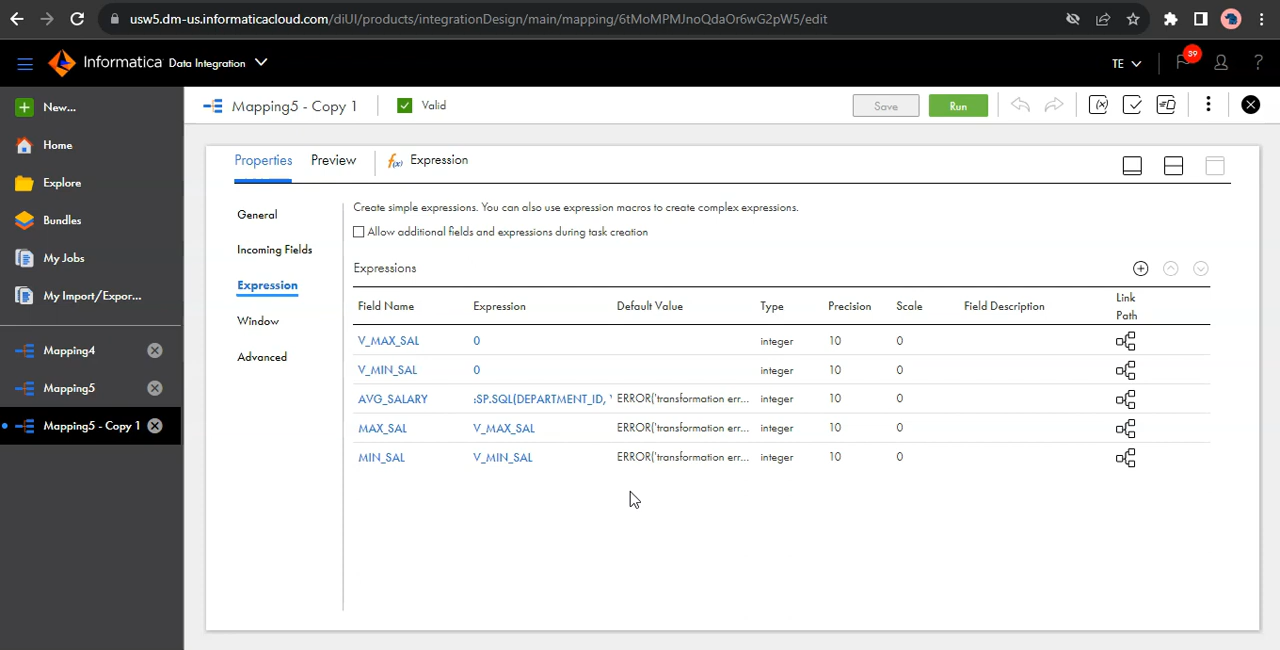 usw5.dm-us.informaticacloud.com/diUI/products/integrationDesign/main/mapping/6tMoMPMJnoQdaOr6wG2pW5/edit
Informatica Data Integration
TE
39
?
New...
Home
Explore
Bundles
My Jobs
My Import/Expor...
Mapping4
Mapping5
Mapping5 - Copy 1
Mapping5 - Copy 1
Valid
Save
Run
Properties
Preview
f(x) Expression
General
Incoming Fields
Expression
Window
Advanced
Create simple expressions. You can also use expression macros to create complex expressions.
Allow additional fields and expressions during task creation
Expressions
Field Name Expression Default Value Type Precision Scale Field Description Link Path
V_MAX_SAL 0 integer 10 0
V_MIN_SAL 0 integer 10 0
AVG_SALARY :SP.SQL(DEPARTMENT_ID, ERROR('transformation err... integer 10 0
MAX_SAL V_MAX_SAL ERROR('transformation err... integer 10 0
MIN_SAL V_MIN_SAL ERROR('transformation err... integer 10 0